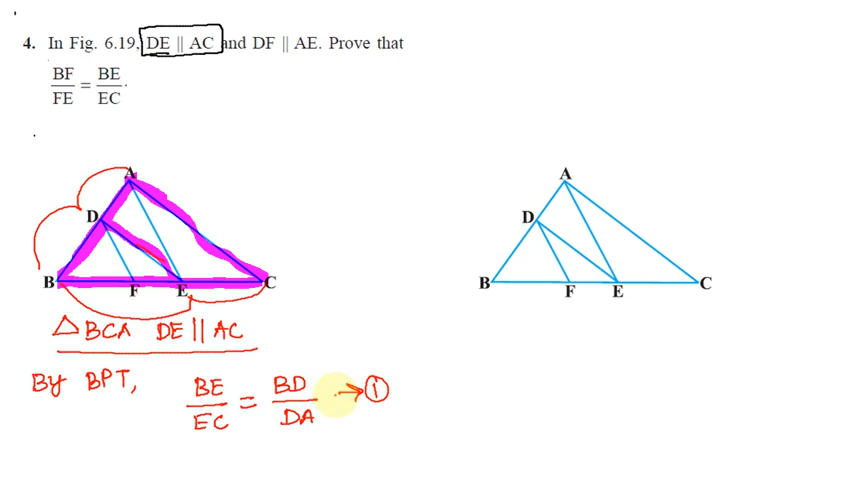 4. In Fig. 6.19, DE || AC and DF || AE. Prove that
BF/FE = BE/EC.
A
D
B
F
E
C
A
D
B
F
E
C
△ BCA DE || AC
By BPT, BE/EC = BD/DA → ①